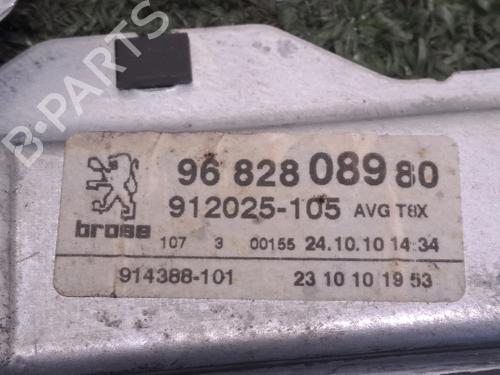 96 828 089 80
912025-105 AVG T8X
brose
107 3 00155 24.10.10 14:34
914388-101 23 10 10 19 53
B-PARTS